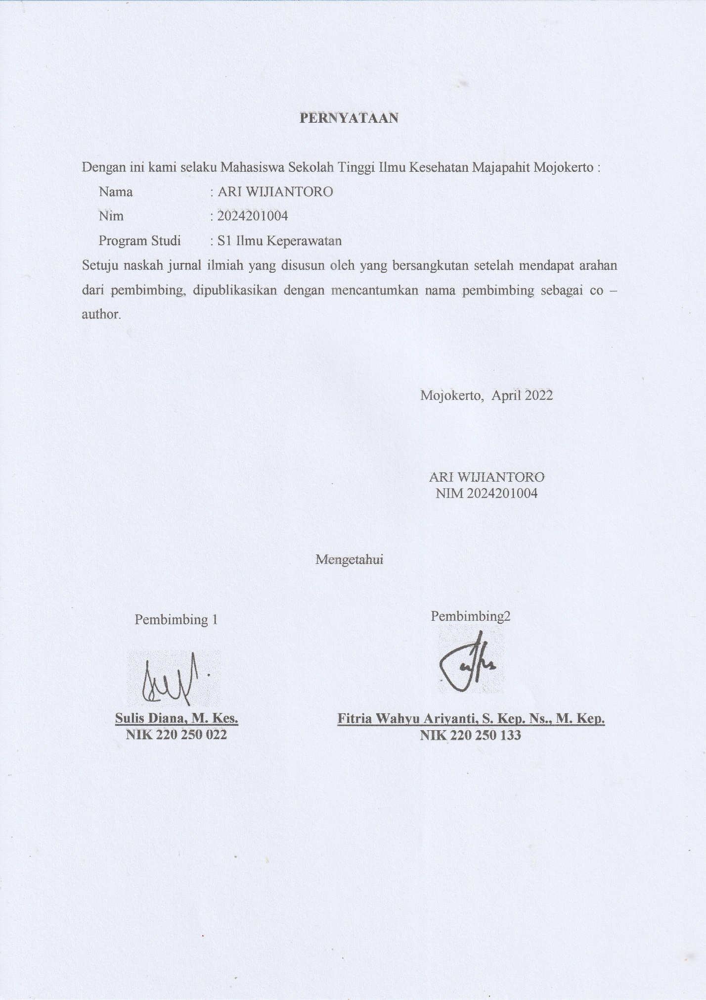 PERNYATAAN
Dengan ini kami selaku Mahasiswa Sekolah Tinggi Ilmu Kesehatan Majapahit Mojokerto :
Nama : ARI WIJIANTORO
Nim : 2024201004
Program Studi : S1 Ilmu Keperawatan
Setuju naskah jurnal ilmiah yang disusun oleh yang bersangkutan setelah mendapat arahan
dari pembimbing, dipublikasikan dengan mencantumkan nama pembimbing sebagai co –
author.
Mojokerto, April 2022
ARI WIJIANTORO
NIM 2024201004
Mengetahui
Pembimbing 1
Pembimbing2
Sulis Diana, M. Kes.
NIK 220 250 022
Fitria Wahyu Ariyanti, S. Kep. Ns., M. Kep.
NIK 220 250 133